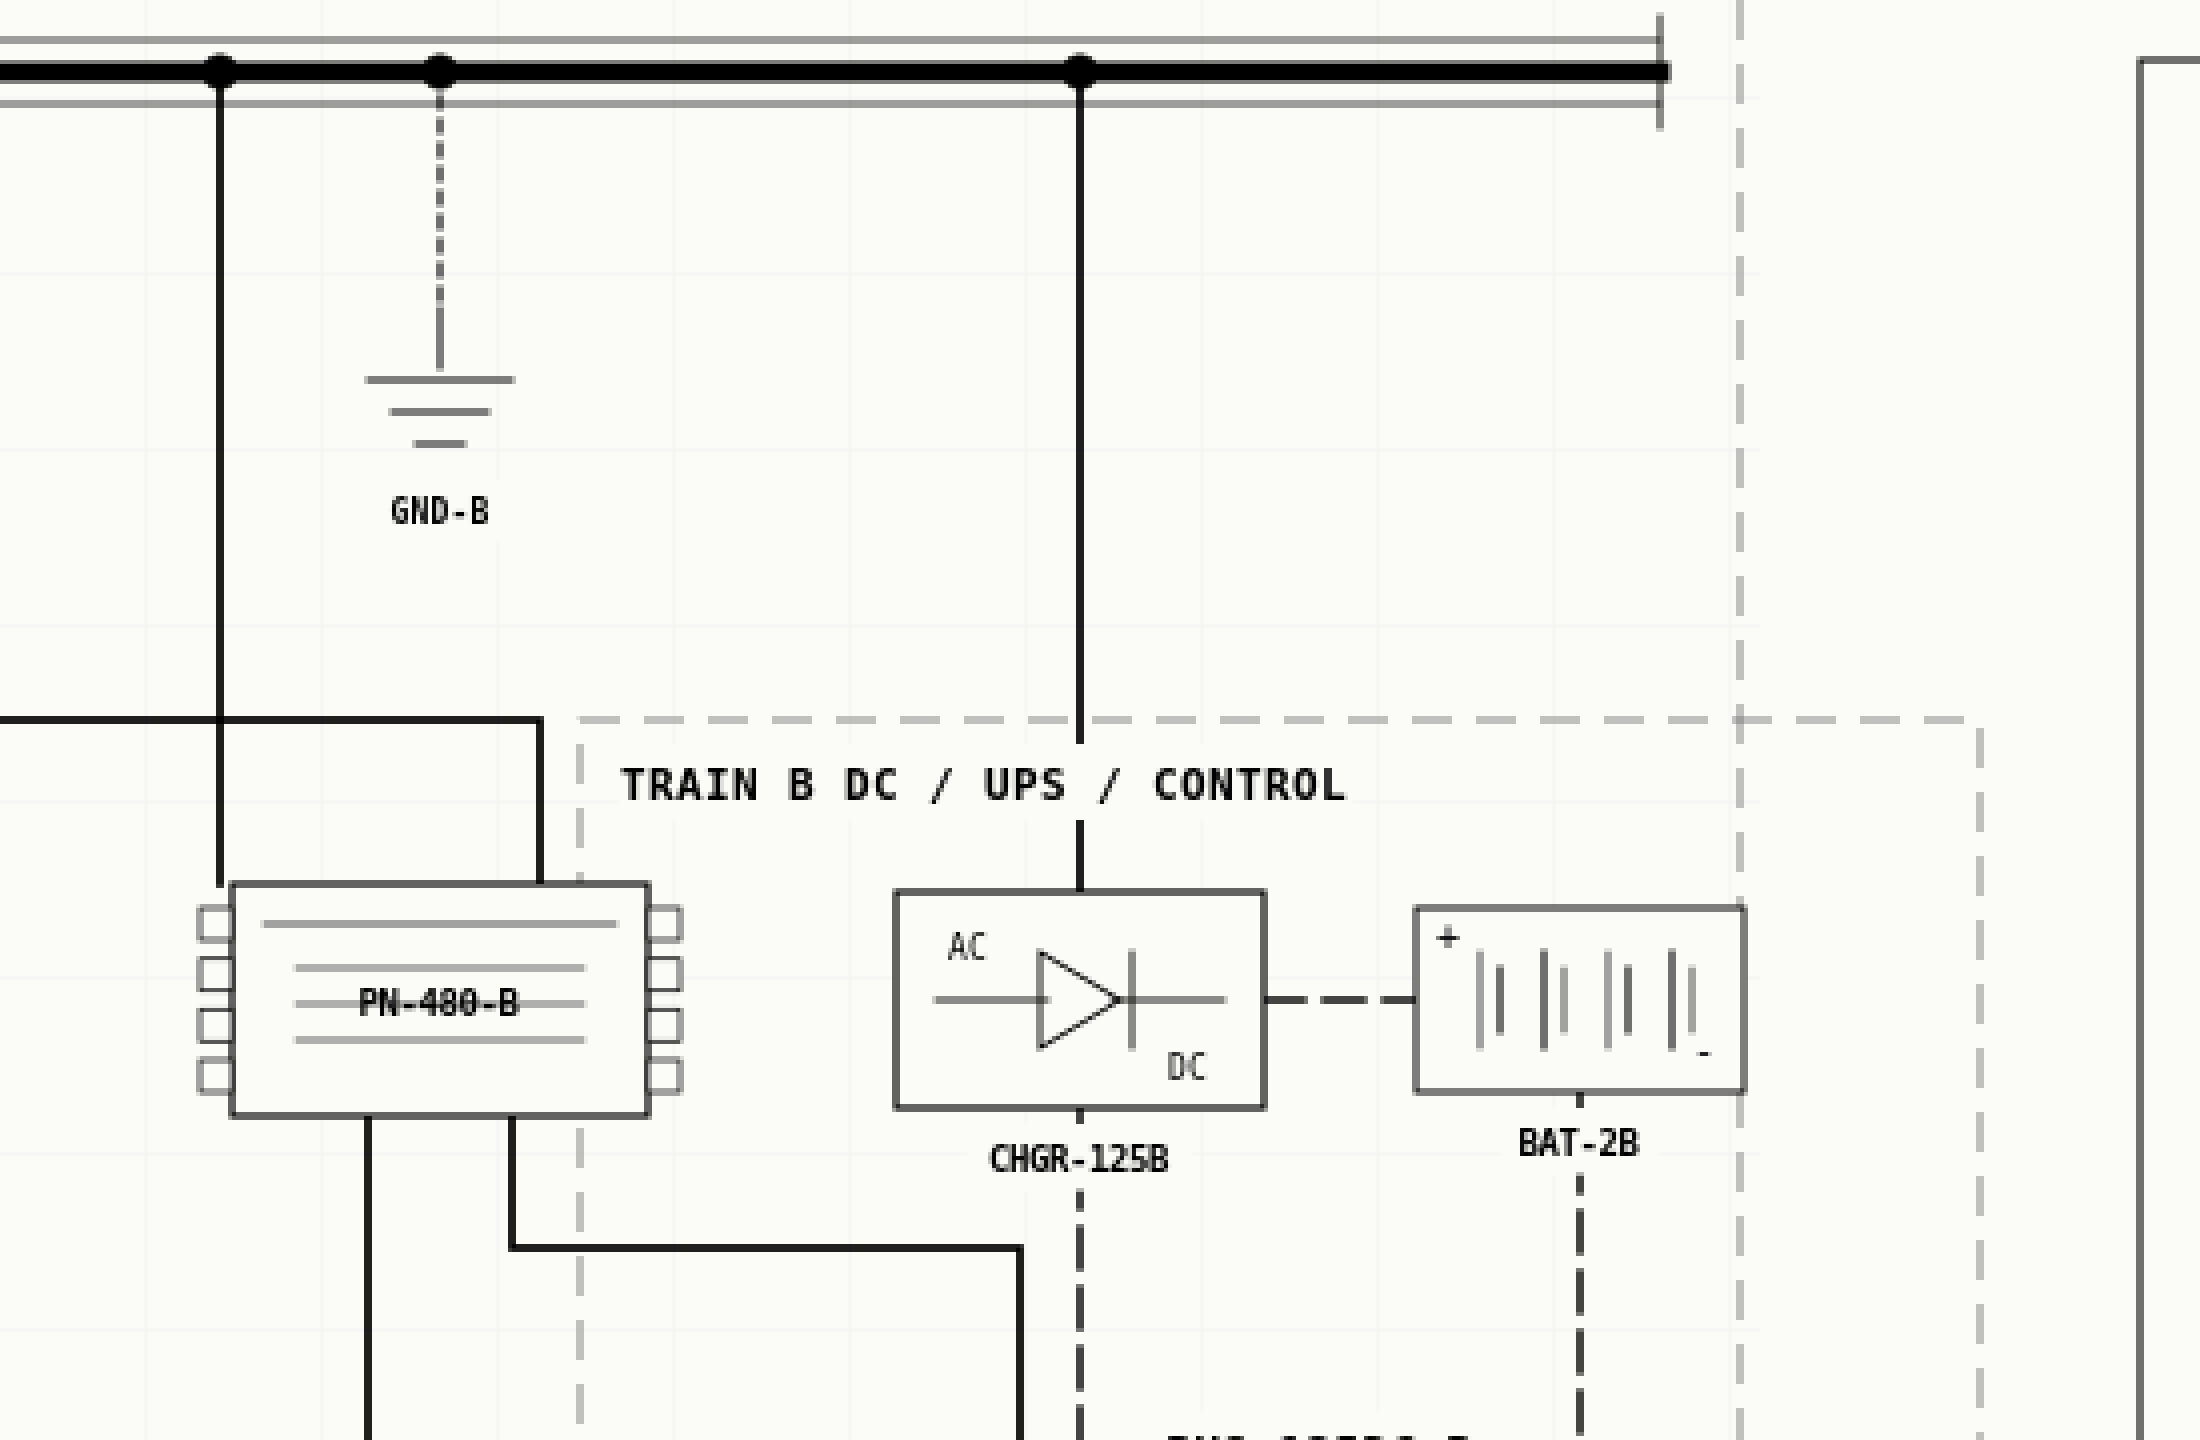 GND-B
TRAIN B DC / UPS / CONTROL
AC
+
PN-480-B
DC
-
CHGR-125B
BAT-2B